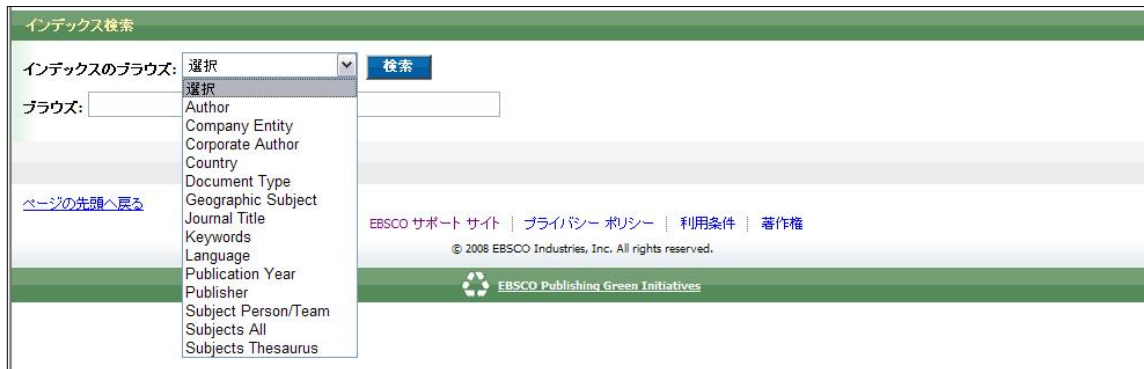 インデックス検索
インデックスのブラウズ: 選択 検索
選択
ブラウズ:
Author
Company Entity
Corporate Author
Country
Document Type
Geographic Subject
Journal Title
Keywords
Language
Publication Year
Publisher
Subject Person/Team
Subjects All
Subjects Thesaurus
ページの先頭へ戻る
EBSCO サポート サイト | プライバシー ポリシー | 利用条件 | 著作権
© 2008 EBSCO Industries, Inc. All rights reserved.
EBSCO Publishing Green Initiatives